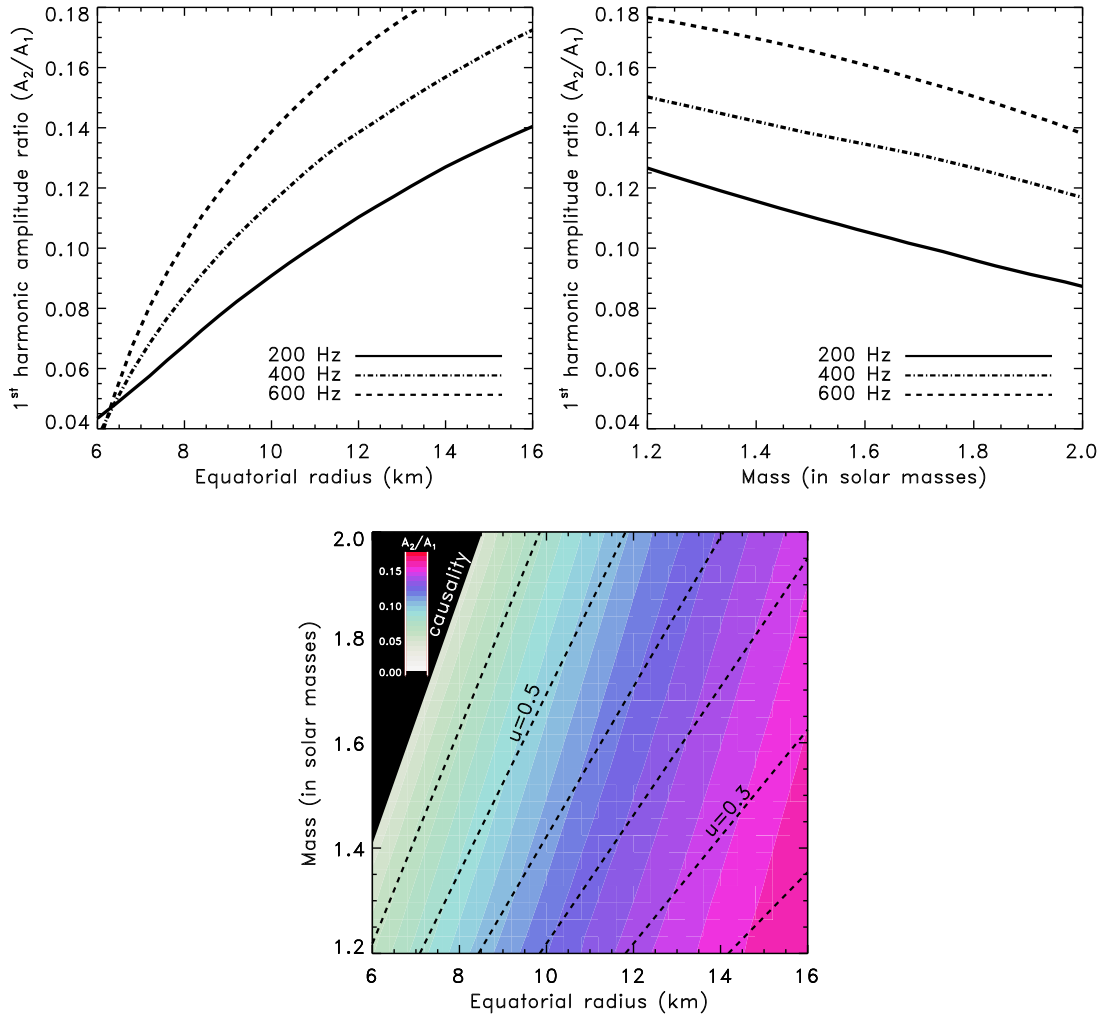 1st harmonic amplitude ratio (A2/A1)
0.18
0.16
0.14
0.12
0.10
0.08
0.06
0.04
200 Hz
400 Hz
600 Hz
6 8 10 12 14 16
Equatorial radius (km)
1st harmonic amplitude ratio (A2/A1)
0.18
0.16
0.14
0.12
0.10
0.08
0.06
0.04
200 Hz
400 Hz
600 Hz
1.2 1.4 1.6 1.8 2.0
Mass (in solar masses)
Mass (in solar masses)
2.0
1.8
1.6
1.4
1.2
A2/A1
0.15
0.10
0.05
0.00
causality
u=0.5
u=0.3
6 8 10 12 14 16
Equatorial radius (km)